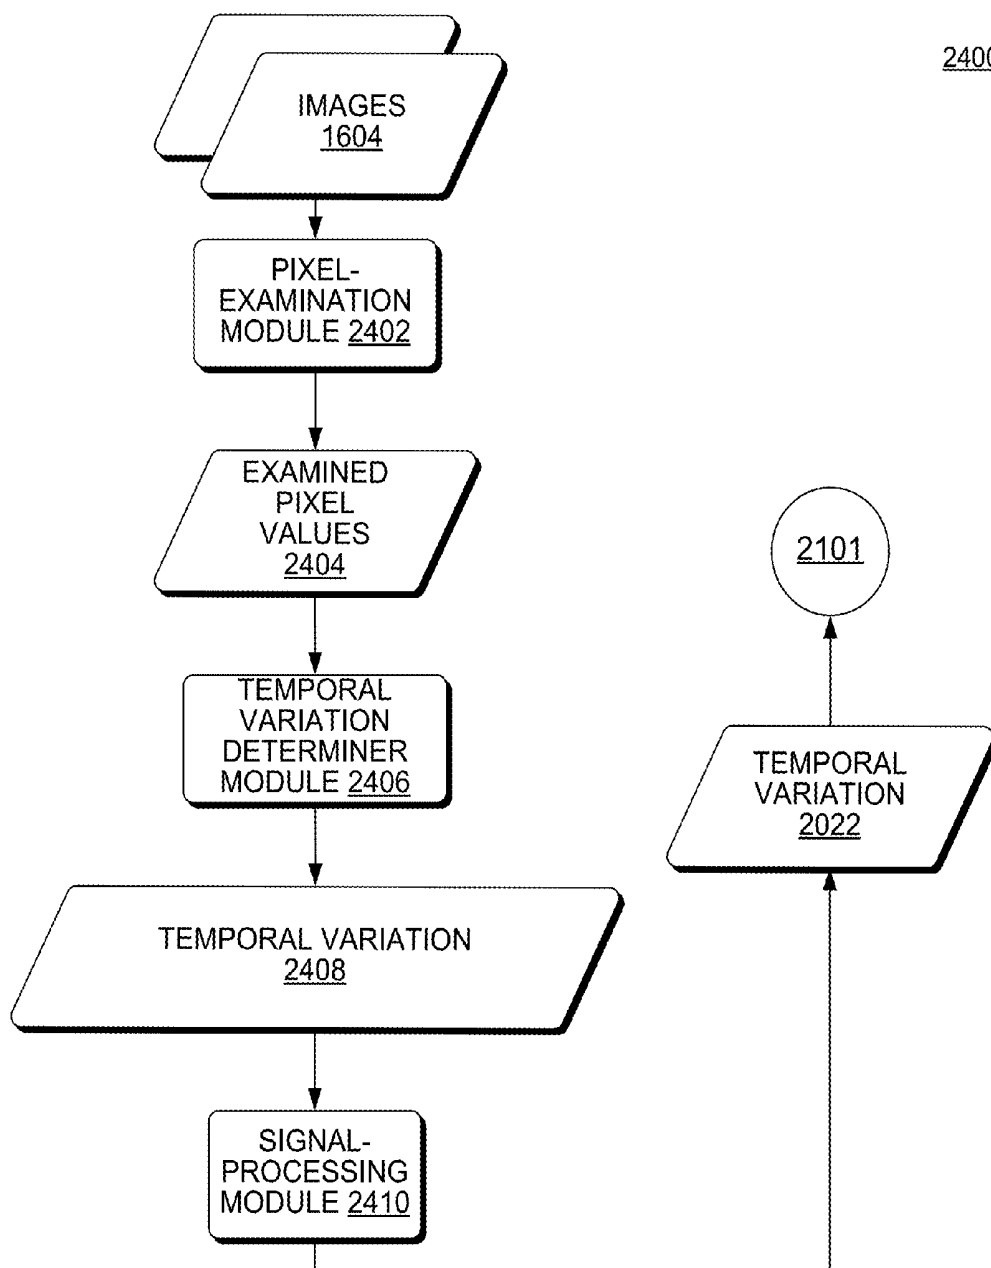 2400
IMAGES
1604
PIXEL-
EXAMINATION
MODULE 2402
EXAMINED
PIXEL
VALUES
2404
2101
TEMPORAL
VARIATION
DETERMINER
MODULE 2406
TEMPORAL
VARIATION
2022
TEMPORAL VARIATION
2408
SIGNAL-
PROCESSING
MODULE 2410